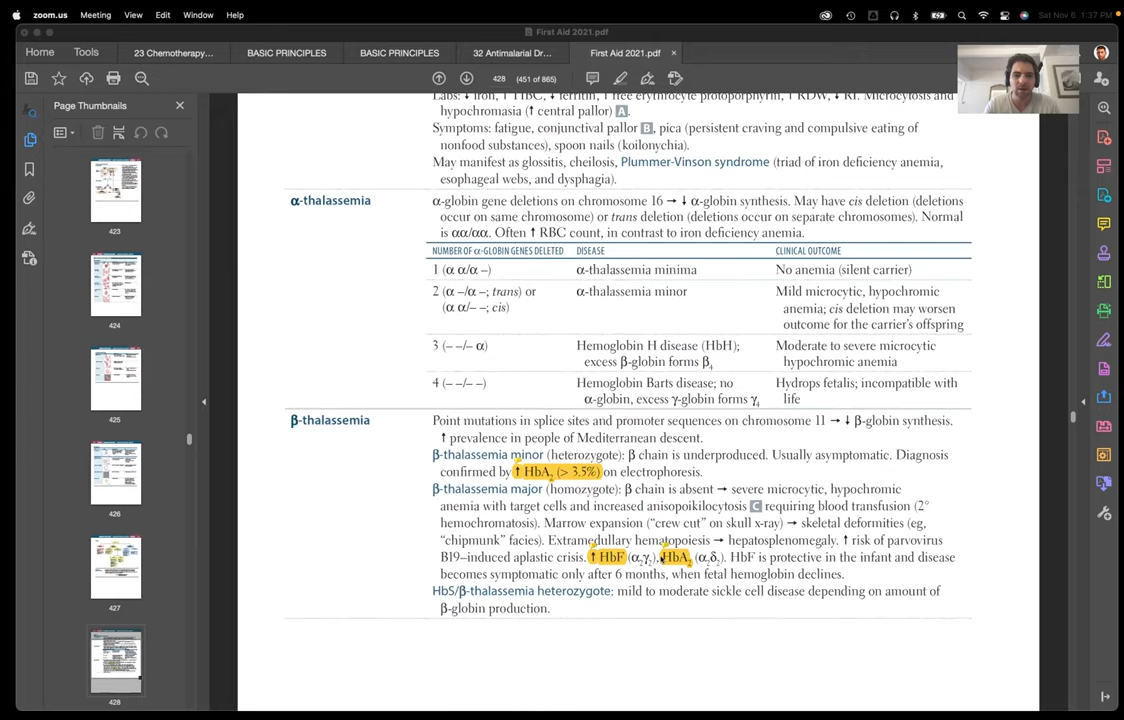 zoom.us Meeting View Edit Window Help
Sat Nov 6 1:37 PM
First Aid 2021.pdf
Home Tools 23 Chemotherapy... BASIC PRINCIPLES BASIC PRINCIPLES 32 Antimalarial Dr... First Aid 2021.pdf ×
428 (451 of 865)
Page Thumbnails
423
424
425
426
427
428
Labs: ↓ iron, ↑ TIBC, ↓ ferritin, ↑ free erythrocyte protoporphyrin, ↑ RDW, ↓ RI. Microcytosis and
hypochromasia (↑ central pallor) A.
Symptoms: fatigue, conjunctival pallor B, pica (persistent craving and compulsive eating of
nonfood substances), spoon nails (koilonychia).
May manifest as glossitis, cheilosis, Plummer-Vinson syndrome (triad of iron deficiency anemia,
esophageal webs, and dysphagia).
α-thalassemia
α-globin gene deletions on chromosome 16 → ↓ α-globin synthesis. May have cis deletion (deletions
occur on same chromosome) or trans deletion (deletions occur on separate chromosomes). Normal
is αα/αα. Often ↑ RBC count, in contrast to iron deficiency anemia.
NUMBER OF α-GLOBIN GENES DELETED DISEASE CLINICAL OUTCOME
1 (α α/α –) α-thalassemia minima No anemia (silent carrier)
2 (α –/α –; trans) or α-thalassemia minor Mild microcytic, hypochromic
(α α/– –; cis) anemia; cis deletion may worsen
outcome for the carrier's offspring
3 (– –/– α) Hemoglobin H disease (HbH); Moderate to severe microcytic
excess β-globin forms β₄ hypochromic anemia
4 (– –/– –) Hemoglobin Barts disease; no Hydrops fetalis; incompatible with
α-globin, excess γ-globin forms γ₄ life
β-thalassemia
Point mutations in splice sites and promoter sequences on chromosome 11 → ↓ β-globin synthesis.
↑ prevalence in people of Mediterranean descent.
β-thalassemia minor (heterozygote): β chain is underproduced. Usually asymptomatic. Diagnosis
confirmed by ↑ HbA₂ (> 3.5%) on electrophoresis.
β-thalassemia major (homozygote): β chain is absent → severe microcytic, hypochromic
anemia with target cells and increased anisopoikilocytosis C requiring blood transfusion (2°
hemochromatosis). Marrow expansion ("crew cut" on skull x-ray) → skeletal deformities (eg,
"chipmunk" facies). Extramedullary hematopoiesis → hepatosplenomegaly. ↑ risk of parvovirus
B19–induced aplastic crisis. ↑ HbF (α₂γ₂), HbA₂ (α₂δ₂). HbF is protective in the infant and disease
becomes symptomatic only after 6 months, when fetal hemoglobin declines.
HbS/β-thalassemia heterozygote: mild to moderate sickle cell disease depending on amount of
β-globin production.